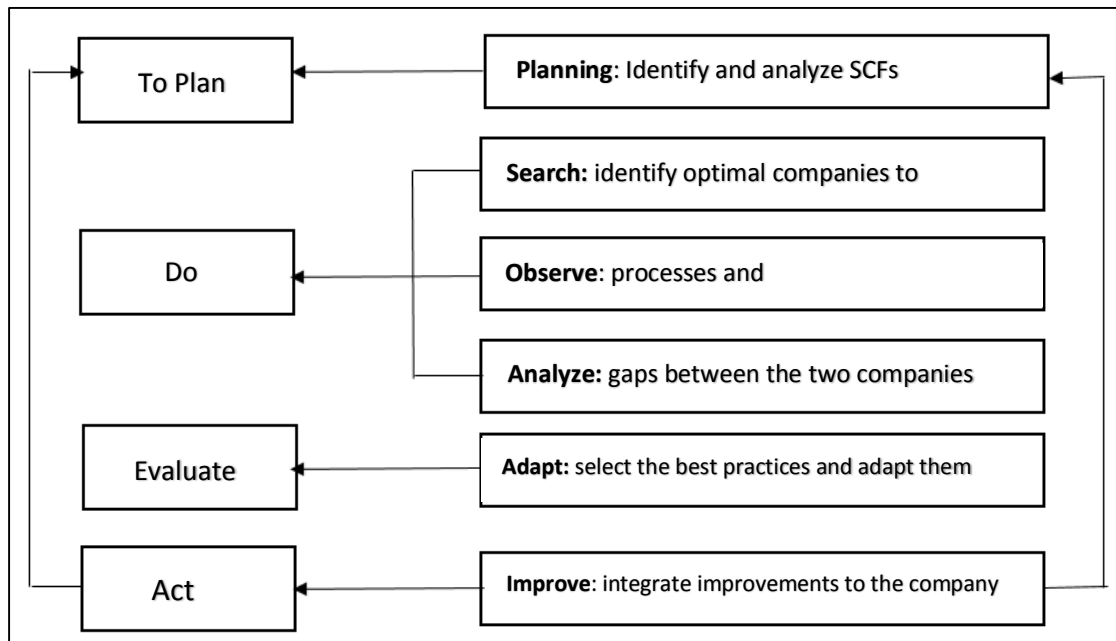 To Plan
Planning: Identify and analyze SCFs
Search: identify optimal companies to
Do
Observe: processes and
Analyze: gaps between the two companies
Evaluate
Adapt: select the best practices and adapt them
Act
Improve: integrate improvements to the company